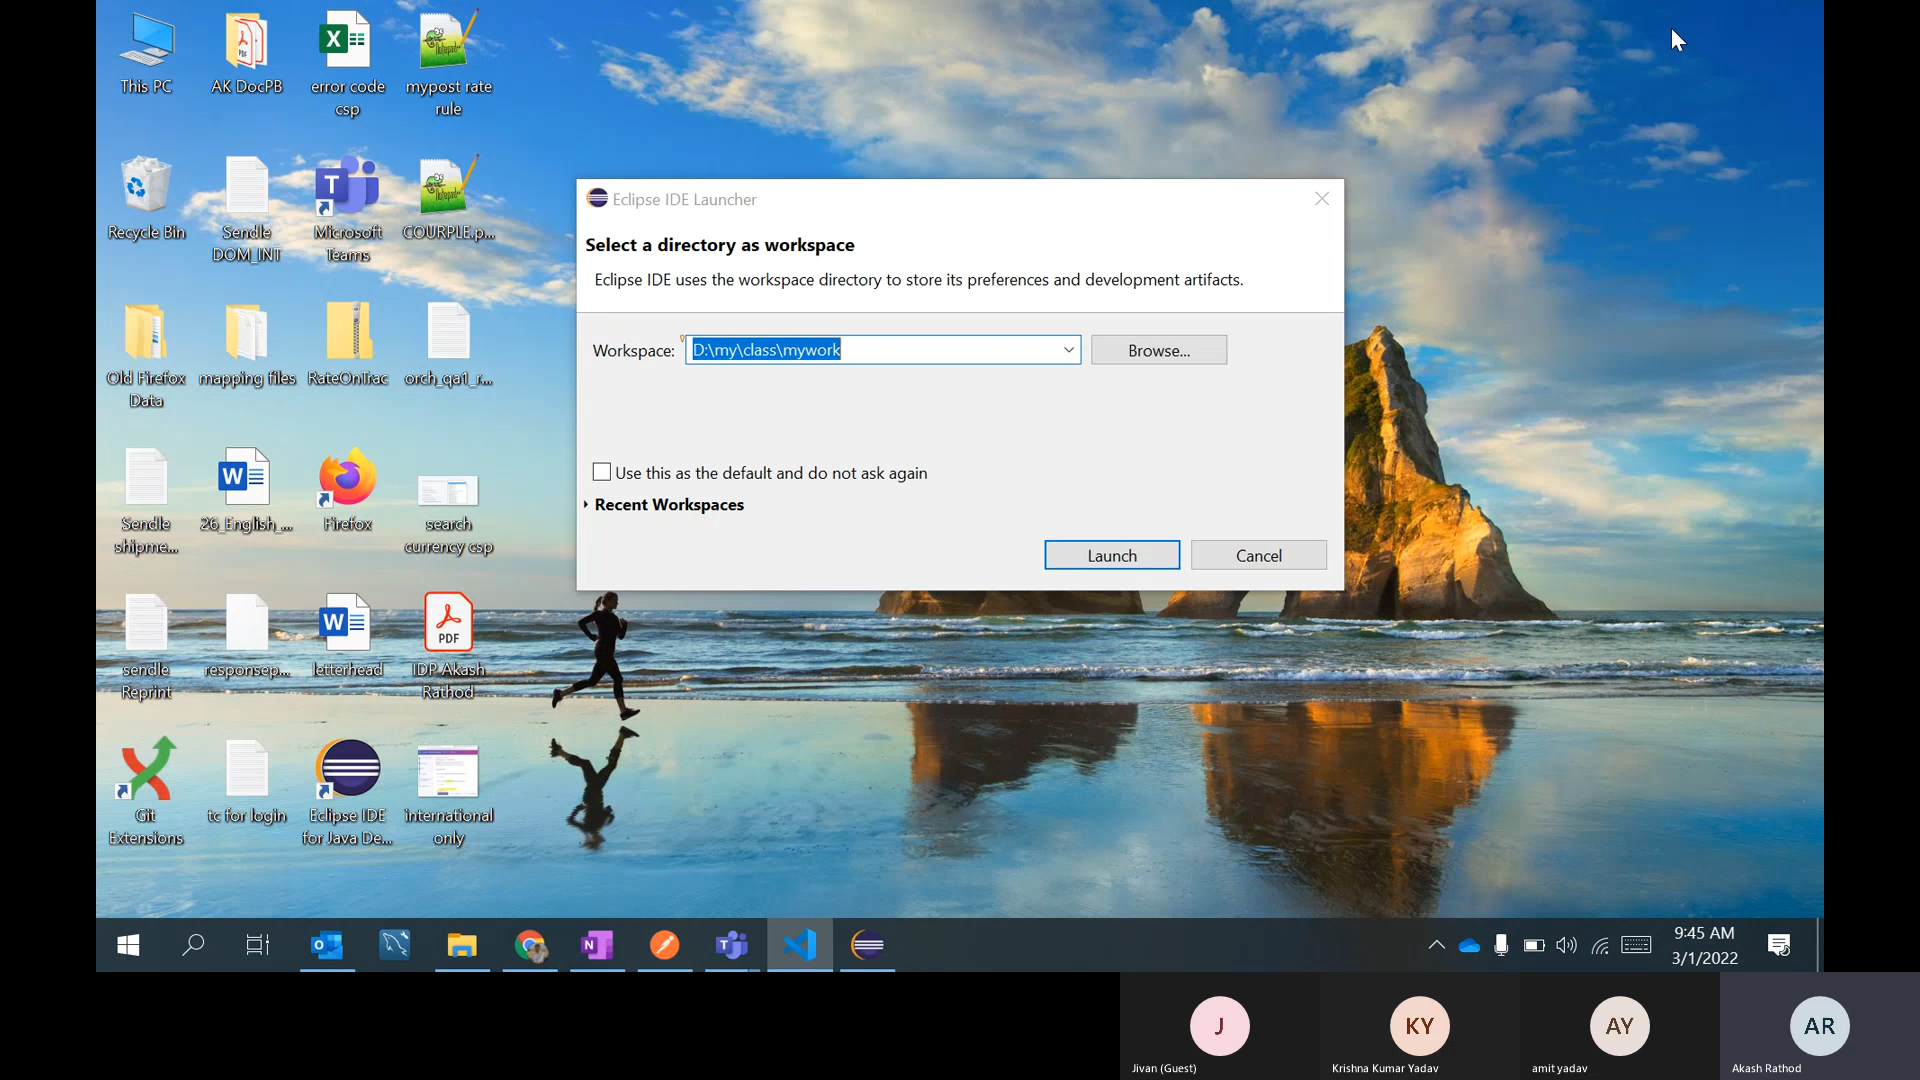 This PC
AK DocPB
error code
csp
mypost rate
rule
Recycle Bin
Sendle
DOM_INT
Microsoft
Teams
COURPLE.p...
Old Firefox
Data
mapping files
RateOnTrac
orch_qa1_r...
Sendle
shipme...
26_English_...
Firefox
search
currency csp
sendle
Reprint
responsep...
letterhead
PDF
IDP-Akash
Rathod
Git
Extensions
tc for login
Eclipse IDE
for Java De...
international
only
Eclipse IDE Launcher
Select a directory as workspace
Eclipse IDE uses the workspace directory to store its preferences and development artifacts.
Workspace: D:\my\class\mywork Browse...
Use this as the default and do not ask again
Recent Workspaces
Launch Cancel
9:45 AM
3/1/2022
J KY AY AR
Jivan (Guest) Krishna Kumar Yadav amit yadav Akash Rathod